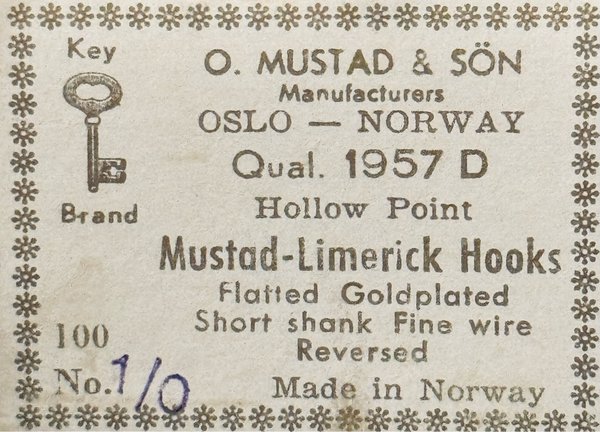 Key
Brand
O. MUSTAD & SÖN
Manufacturers
OSLO — NORWAY
Qual. 1957 D
Hollow Point
Mustad-Limerick Hooks
Flatted Goldplated
Short shank Fine wire
Reversed
100
No. 1/0
Made in Norway